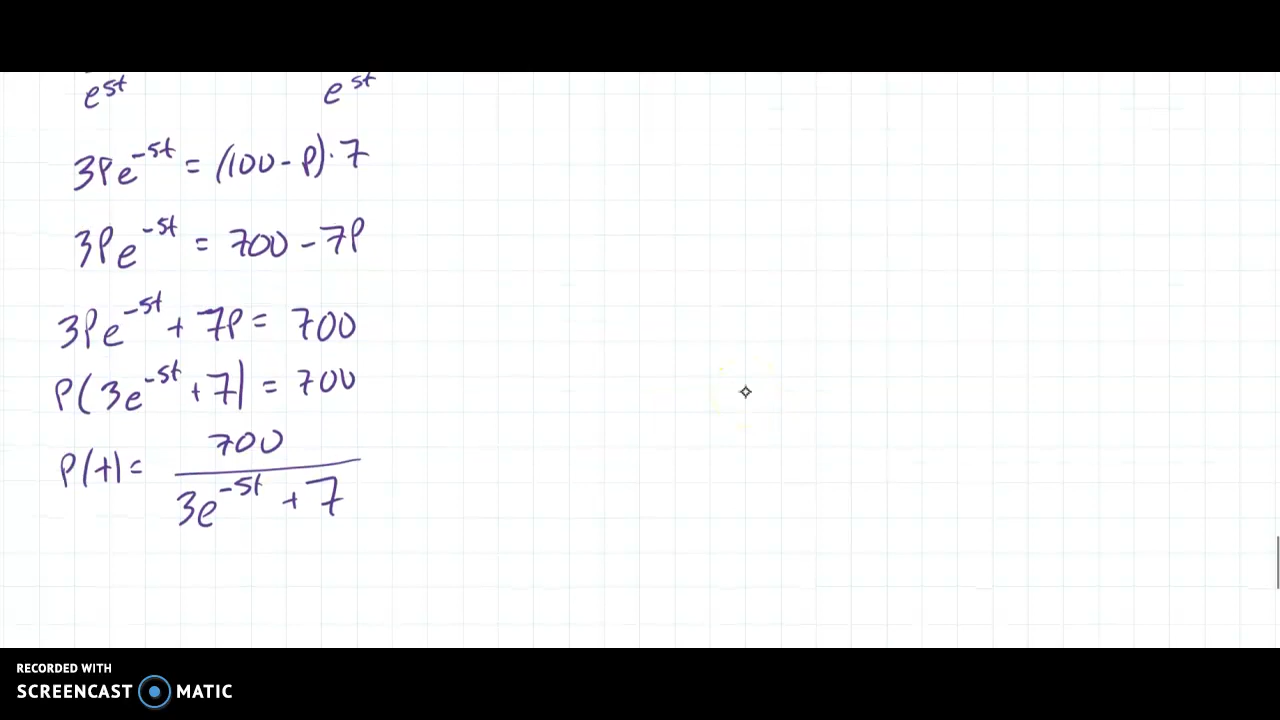 e^{5t} e^{5t}
3Pe^{-5t} = (100 - P) · 7
3Pe^{-5t} = 700 - 7P
3Pe^{-5t} + 7P = 700
P(3e^{-5t} + 7) = 700
P(t) = \frac{700}{3e^{-5t} + 7}
RECORDED WITH
SCREENCAST MATIC